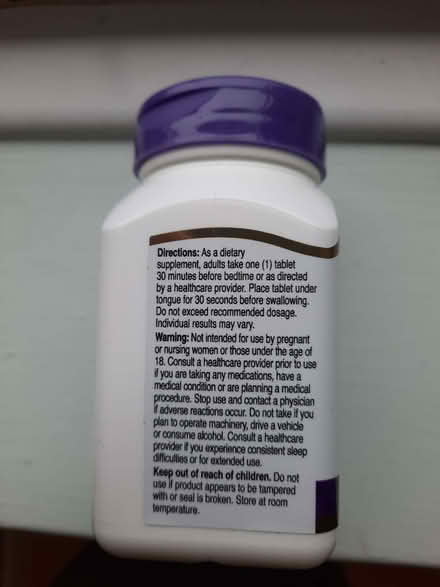 Directions: As a dietary
supplement, adults take one (1) tablet
30 minutes before bedtime or as directed
by a healthcare provider. Place tablet under
tongue for 30 seconds before swallowing.
Do not exceed recommended dosage.
Individual results may vary.
Warning: Not intended for use by pregnant
or nursing women or those under the age of
18. Consult a healthcare provider prior to use
if you are taking any medications, have a
medical condition or are planning a medical
procedure. Stop use and contact a physician
if adverse reactions occur. Do not take if you
plan to operate machinery, drive a vehicle
or consume alcohol. Consult a healthcare
provider if you experience consistent sleep
difficulties or for extended use.
Keep out of reach of children. Do not
use if product appears to be tampered
with or seal is broken. Store at room
temperature.